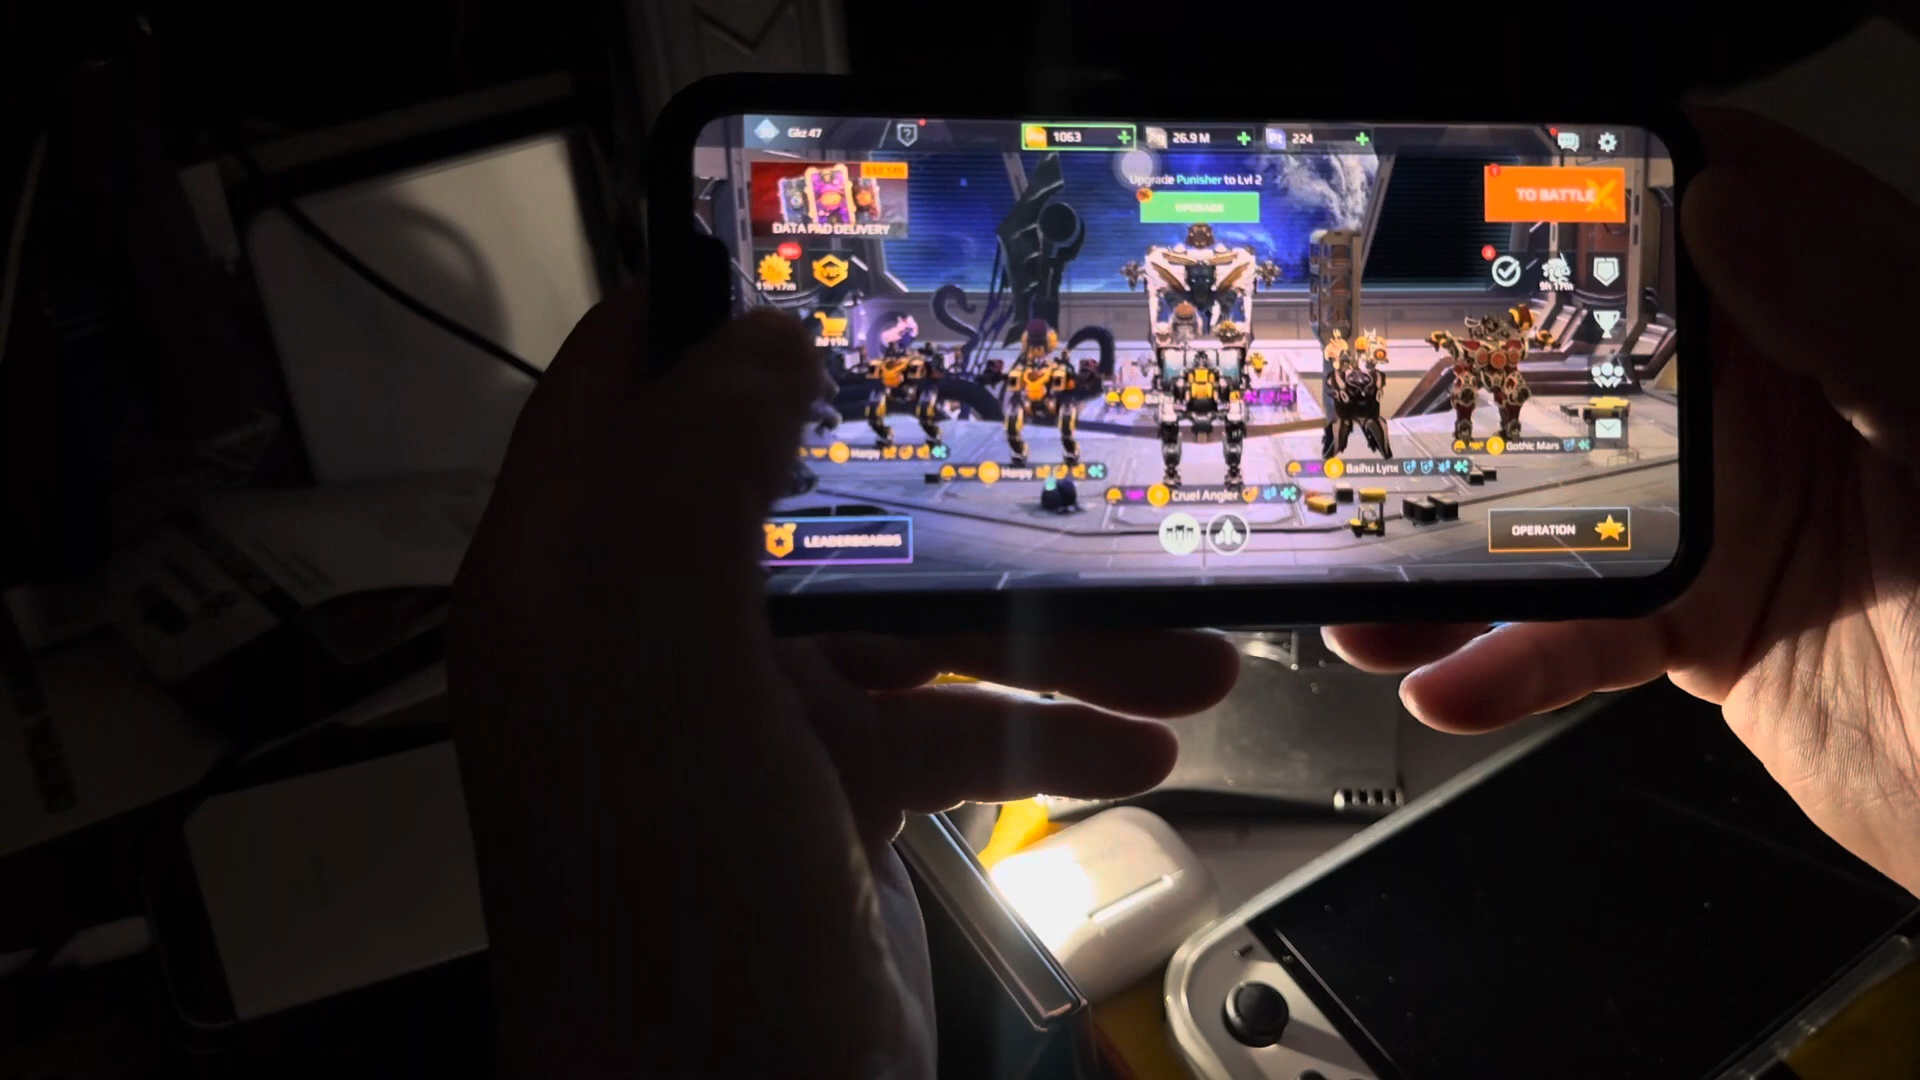 Gkz 47
1063
26.9 M
224
Upgrade Punisher to Lvl 2
UPGRADE
TO BATTLE
DATA PAD DELIVERY
Harpy
Harpy
Cruel Angler
Baihu Lynx
Gothic Mars
LEADERBOARDS
OPERATION